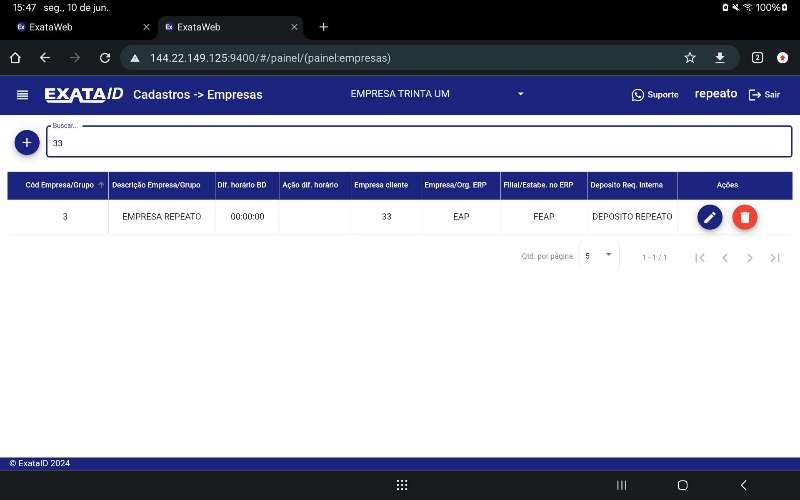 15:47 seg., 10 de jun.
100%
ExataWeb
ExataWeb
144.22.149.125:9400/#/painel/(painel:empresas)
2
EXATAID
Cadastros -> Empresas
EMPRESA TRINTA UM
Suporte
repeato
Sair
Buscar...
33
Cód Empresa/Grupo Descrição Empresa/Grupo Dif. horário BD Ação dif. horário Empresa cliente Empresa/Org. ERP Filial/Estabe. no ERP Deposito Req. Interna Ações
3 EMPRESA REPEATO 00:00:00 33 EAP FEAP DEPOSITO REPEATO
Qtd. por página: 5 1 - 1 / 1
© ExataID 2024